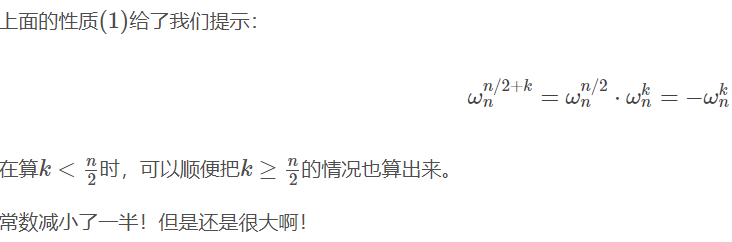 上面的性质(1)给了我们提示：
ω_n^{n/2+k} = ω_n^{n/2} · ω_n^k = −ω_n^k
在算k < n/2时，可以顺便把k ≥ n/2的情况也算出来。
常数减小了一半！但是还是很大啊！